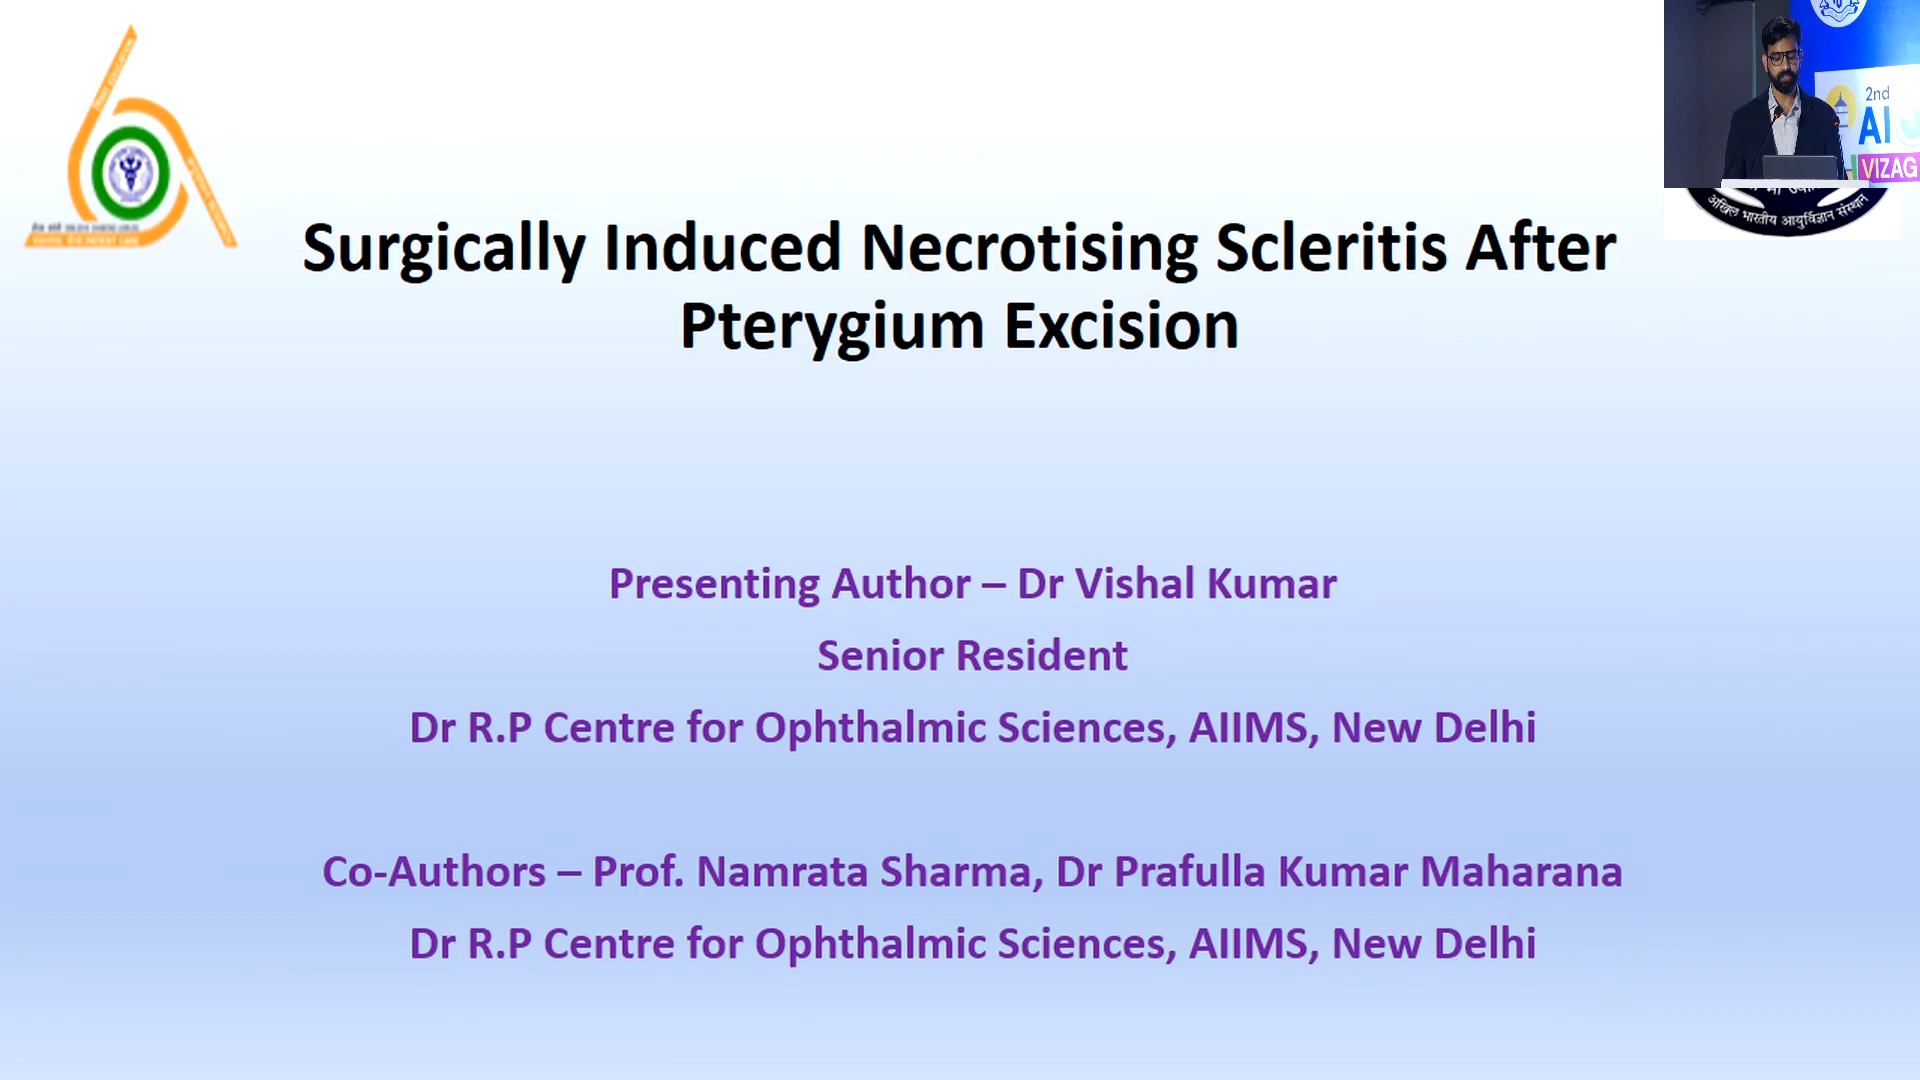 2nd
AI
VIZAG
अखिल भारतीय आयुर्विज्ञान संस्थान
Surgically Induced Necrotising Scleritis After
Pterygium Excision
Presenting Author – Dr Vishal Kumar
Senior Resident
Dr R.P Centre for Ophthalmic Sciences, AIIMS, New Delhi
Co-Authors – Prof. Namrata Sharma, Dr Prafulla Kumar Maharana
Dr R.P Centre for Ophthalmic Sciences, AIIMS, New Delhi